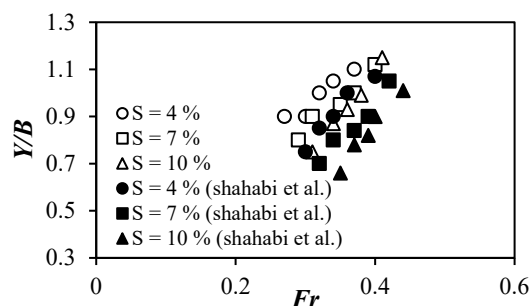 1.3
1.1
0.9
0.7
0.5
0.3
Y/B
S = 4 %
S = 7 %
S = 10 %
S = 4 % (shahabi et al.)
S = 7 % (shahabi et al.)
S = 10 % (shahabi et al.)
0
0.2
0.4
0.6
Fr